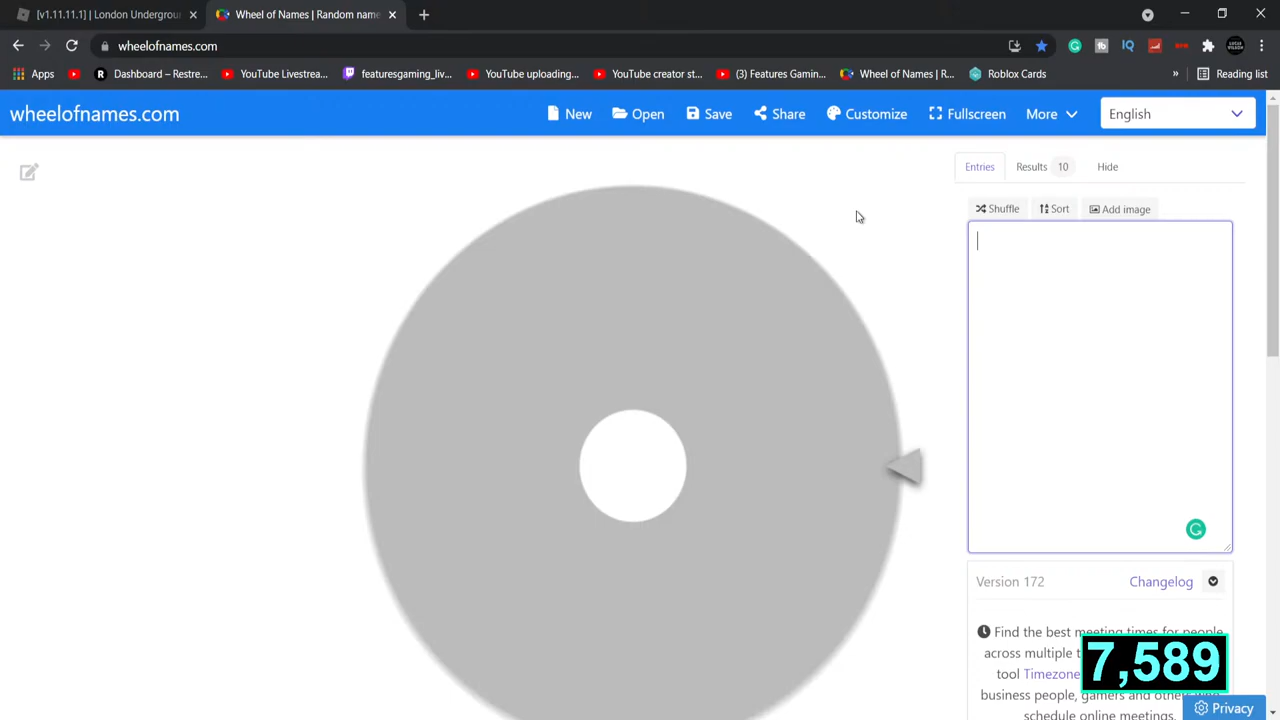 [v1.11.11.1] | London Undergroun
Wheel of Names | Random name
wheelofnames.com
Apps
Dashboard – Restre...
YouTube Livestrea...
featuresgaming_liv...
YouTube uploading...
YouTube creator st...
(3) Features Gamin...
Wheel of Names | R...
Roblox Cards
»
Reading list
wheelofnames.com
New
Open
Save
Share
Customize
Fullscreen
More
English
Entries
Results 10
Hide
Shuffle
Sort
Add image
Version 172
Changelog
Find the best meeting times for people
across multiple t
tool Timezone
business people, gamers and other
schedule online meetings.
7,589
Privacy